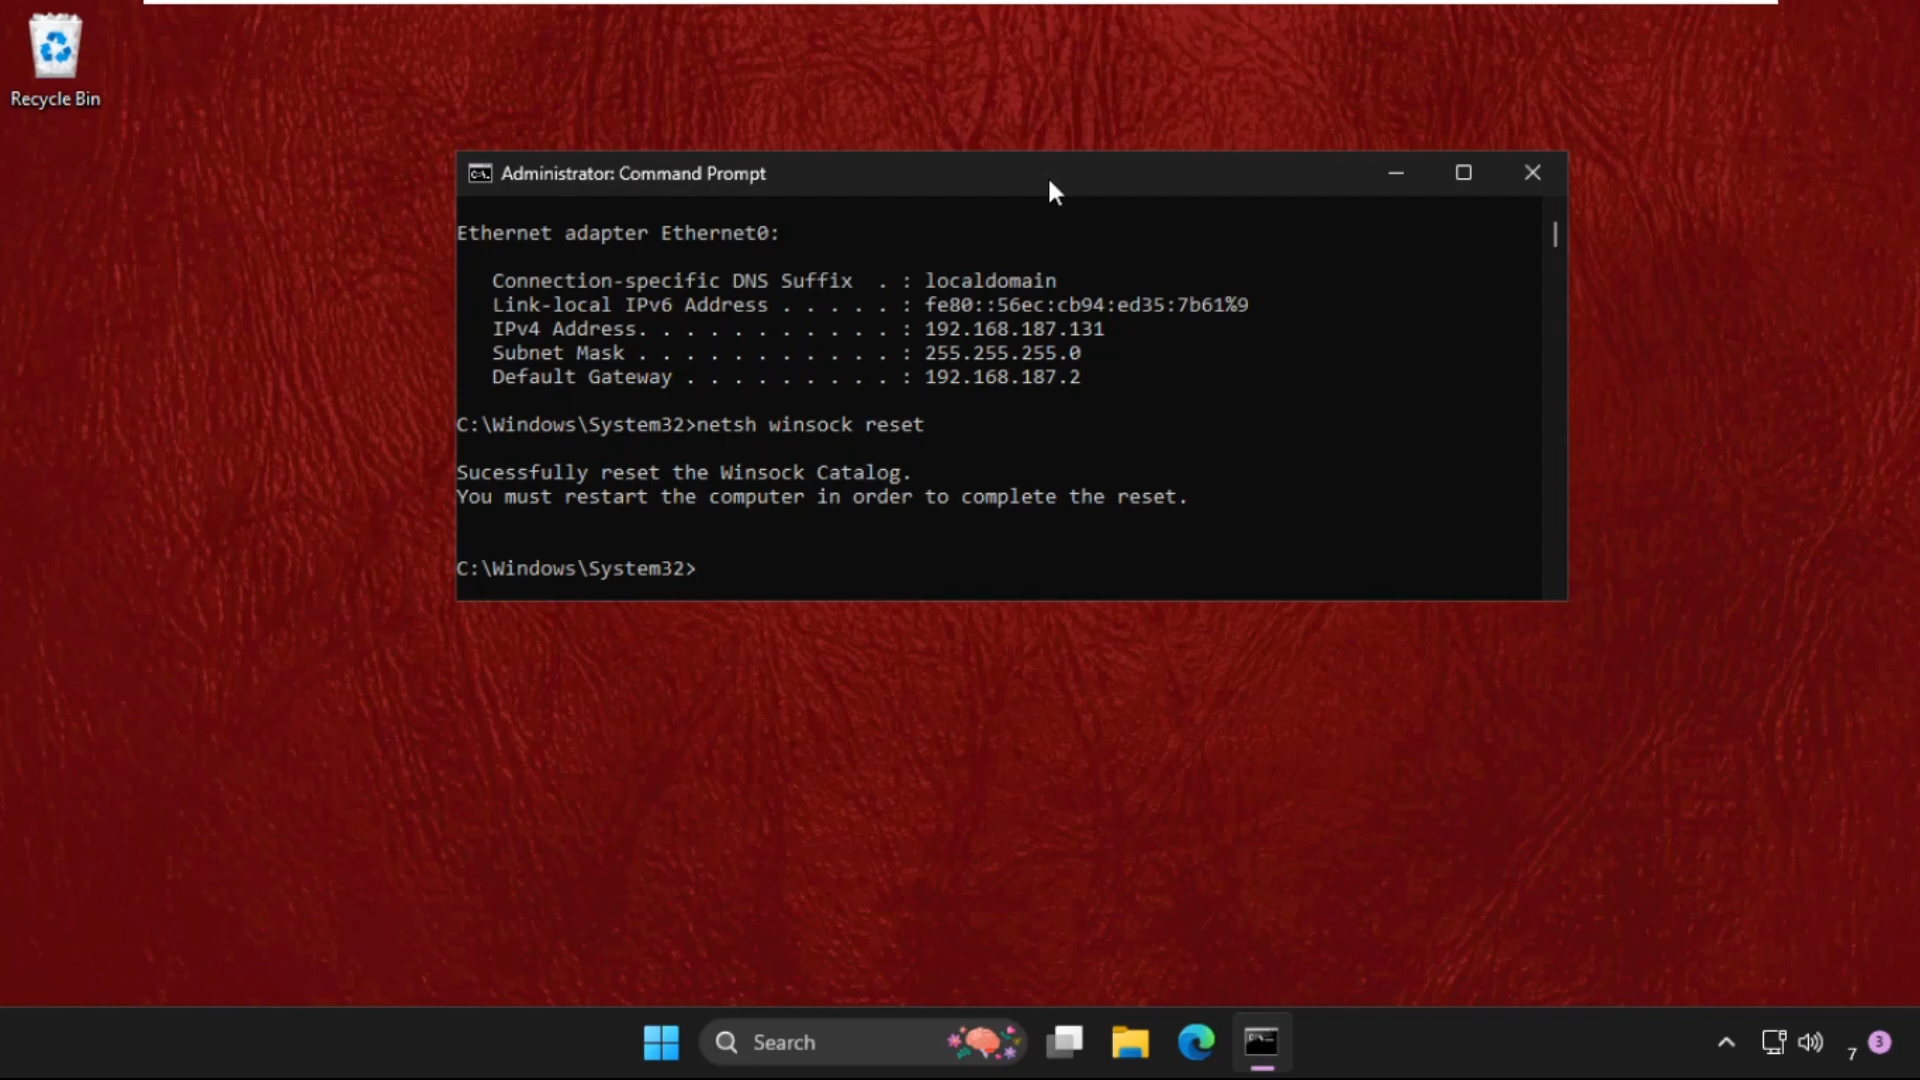 Recycle Bin
Administrator: Command Prompt
Ethernet adapter Ethernet0:
Connection-specific DNS Suffix  . : localdomain
Link-local IPv6 Address . . . . . : fe80::56ec:cb94:ed35:7b61%9
IPv4 Address. . . . . . . . . . . : 192.168.187.131
Subnet Mask . . . . . . . . . . . : 255.255.255.0
Default Gateway . . . . . . . . . : 192.168.187.2
C:\Windows\System32>netsh winsock reset
Sucessfully reset the Winsock Catalog.
You must restart the computer in order to complete the reset.
C:\Windows\System32>
Search
7
3